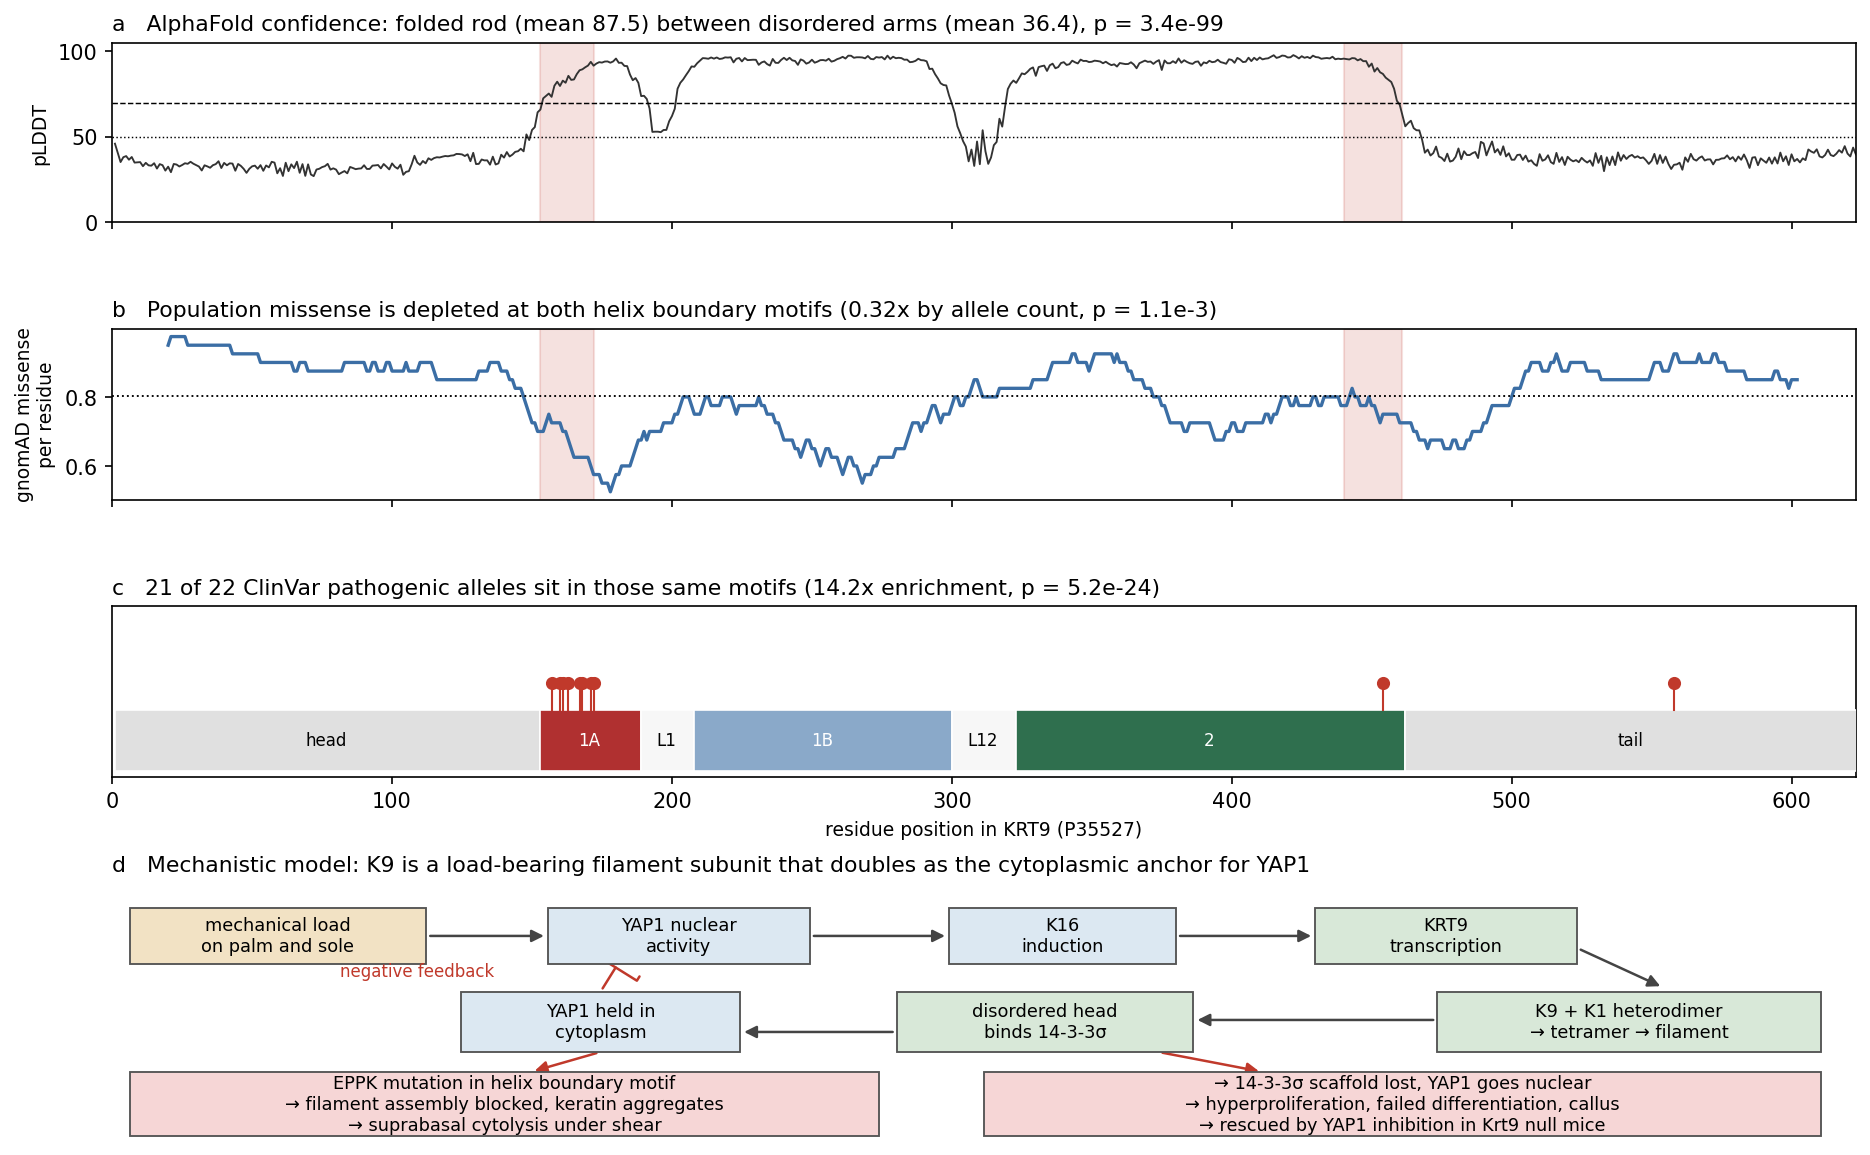 a AlphaFold confidence: folded rod (mean 87.5) between disordered arms (mean 36.4), p = 3.4e-99
100
50
0
pLDDT
b Population missense is depleted at both helix boundary motifs (0.32x by allele count, p = 1.1e-3)
0.8
0.6
gnomAD missense
per residue
c 21 of 22 ClinVar pathogenic alleles sit in those same motifs (14.2x enrichment, p = 5.2e-24)
head
1A
L1
1B
L12
2
tail
0
100
200
300
400
500
600
residue position in KRT9 (P35527)
d Mechanistic model: K9 is a load-bearing filament subunit that doubles as the cytoplasmic anchor for YAP1
mechanical load
on palm and sole
YAP1 nuclear
activity
K16
induction
KRT9
transcription
negative feedback
YAP1 held in
cytoplasm
disordered head
binds 14-3-3σ
K9 + K1 heterodimer
→ tetramer → filament
EPPK mutation in helix boundary motif
→ filament assembly blocked, keratin aggregates
→ suprabasal cytolysis under shear
→ 14-3-3σ scaffold lost, YAP1 goes nuclear
→ hyperproliferation, failed differentiation, callus
→ rescued by YAP1 inhibition in Krt9 null mice